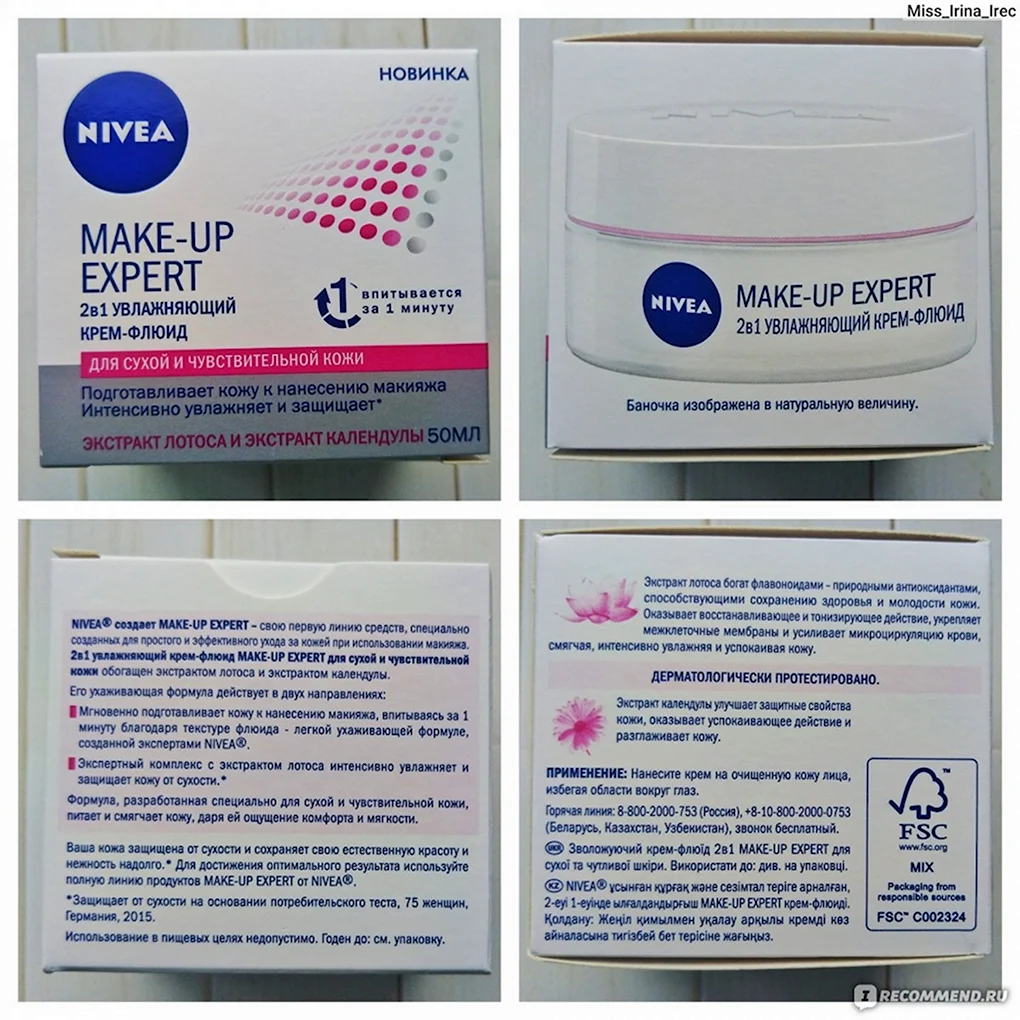 Miss_Irina_Irec
НОВИНКА
NIVEA
MAKE-UP
EXPERT
2в1 УВЛАЖНЯЮЩИЙ
КРЕМ-ФЛЮИД
1 впитывается
за 1 минуту
ДЛЯ СУХОЙ И ЧУВСТВИТЕЛЬНОЙ КОЖИ
Подготавливает кожу к нанесению макияжа
Интенсивно увлажняет и защищает*
ЭКСТРАКТ ЛОТОСА И ЭКСТРАКТ КАЛЕНДУЛЫ 50МЛ
NIVEA
NIVEA
MAKE-UP EXPERT
2в1 УВЛАЖНЯЮЩИЙ КРЕМ-ФЛЮИД
Баночка изображена в натуральную величину.
NIVEA® создает MAKE-UP EXPERT – свою первую линию средств, специально
созданных для простого и эффективного ухода за кожей при использовании макияжа.
2в1 увлажняющий крем-флюид MAKE-UP EXPERT для сухой и чувствительной
кожи обогащен экстрактом лотоса и экстрактом календулы.
Его ухаживающая формула действует в двух направлениях:
Мгновенно подготавливает кожу к нанесению макияжа, впитываясь за 1
минуту благодаря текстуре флюида - легкой ухаживающей формуле,
созданной экспертами NIVEA®.
Экспертный комплекс с экстрактом лотоса интенсивно увлажняет и
защищает кожу от сухости.*
Формула, разработанная специально для сухой и чувствительной кожи,
питает и смягчает кожу, даря ей ощущение комфорта и мягкости.
Ваша кожа защищена от сухости и сохраняет свою естественную красоту и
нежность надолго.* Для достижения оптимального результата используйте
полную линию продуктов MAKE-UP EXPERT от NIVEA®.
*Защищает от сухости на основании потребительского теста, 75 женщин,
Германия, 2015.
Использование в пищевых целях недопустимо. Годен до: см. упаковку.
Экстракт лотоса богат флавоноидами – природными антиоксидантами,
способствующими сохранению здоровья и молодости кожи.
Оказывает восстанавливающее и тонизирующее действие, укрепляет
межклеточные мембраны и усиливает микроциркуляцию крови,
смягчая, интенсивно увлажняя и успокаивая кожу.
ДЕРМАТОЛОГИЧЕСКИ ПРОТЕСТИРОВАНО.
Экстракт календулы улучшает защитные свойства
кожи, оказывает успокаивающее действие и
разглаживает кожу.
ПРИМЕНЕНИЕ: Нанесите крем на очищенную кожу лица,
избегая области вокруг глаз.
Горячая линия: 8-800-2000-753 (Россия), +8-10-800-2000-0753
(Беларусь, Казахстан, Узбекистан), звонок бесплатный.
UKR Зволожуючий крем-флюїд 2в1 MAKE-UP EXPERT для
сухої та чутливої шкіри. Використати до: див. на упаковці.
KZ NIVEA® ұсынған құрғақ және сезімтал теріге арналған,
2-еуі 1-еуінде ылғалдандырғыш MAKE-UP EXPERT крем-флюиді.
Қолдану: Жеңіл қимылмен уқалау арқылы кремді көз
айналасына тигізбей бет терісіне жағыңыз.
FSC
www.fsc.org
MIX
Packaging from
responsible sources
FSC™ C002324
IRECOMMEND.RU